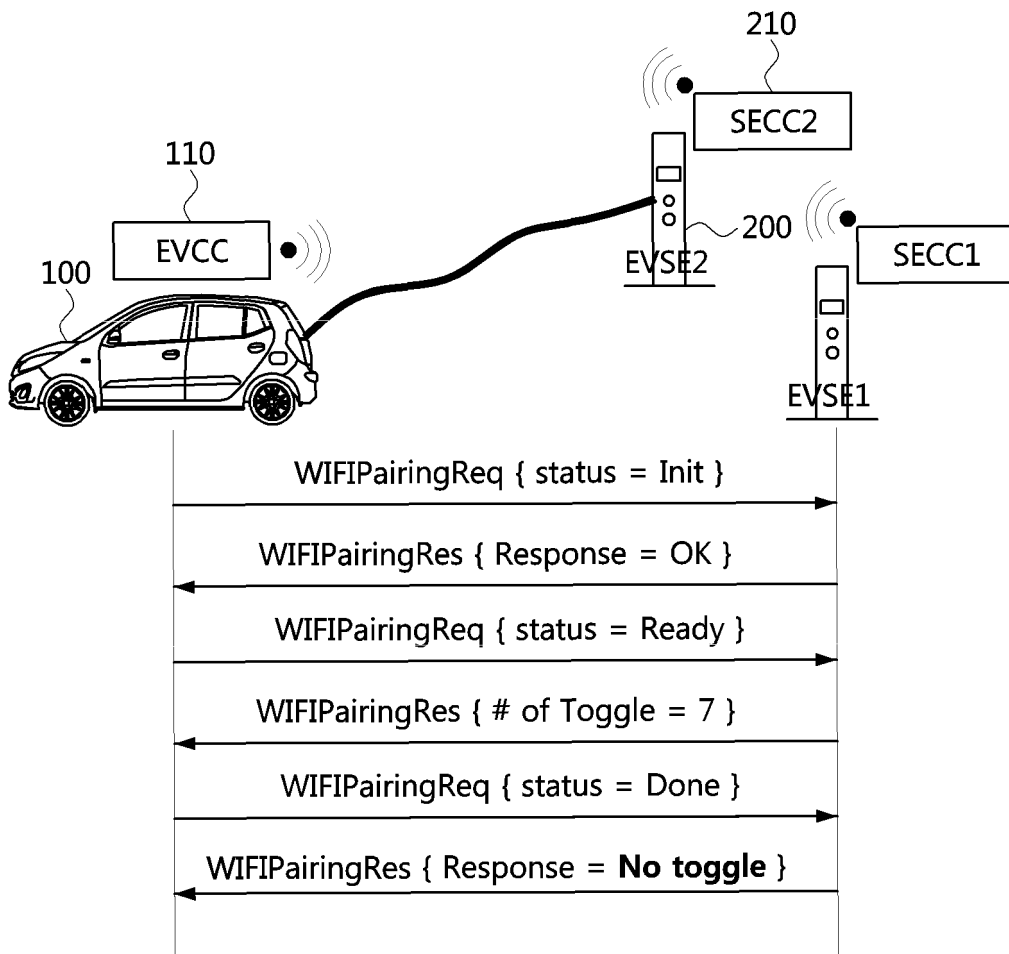 210
SECC2
110
EVCC
200
EVSE2
SECC1
100
EVSE1
WIFIPairingReq { status = Init }
WIFIPairingRes { Response = OK }
WIFIPairingReq { status = Ready }
WIFIPairingRes { # of Toggle = 7 }
WIFIPairingReq { status = Done }
WIFIPairingRes { Response = No toggle }